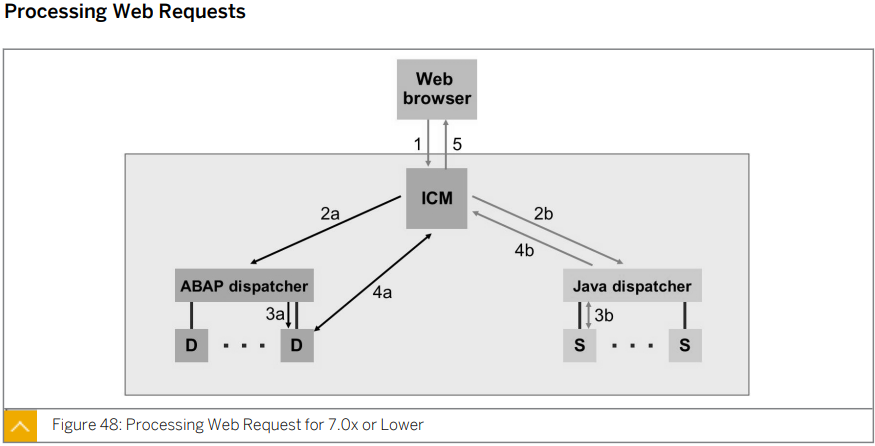 Processing Web Requests
Web
browser
1
5
ICM
2a
2b
4b
4a
ABAP dispatcher
Java dispatcher
3a
3b
D
. . .
D
S
. . .
S
Figure 48: Processing Web Request for 7.0x or Lower